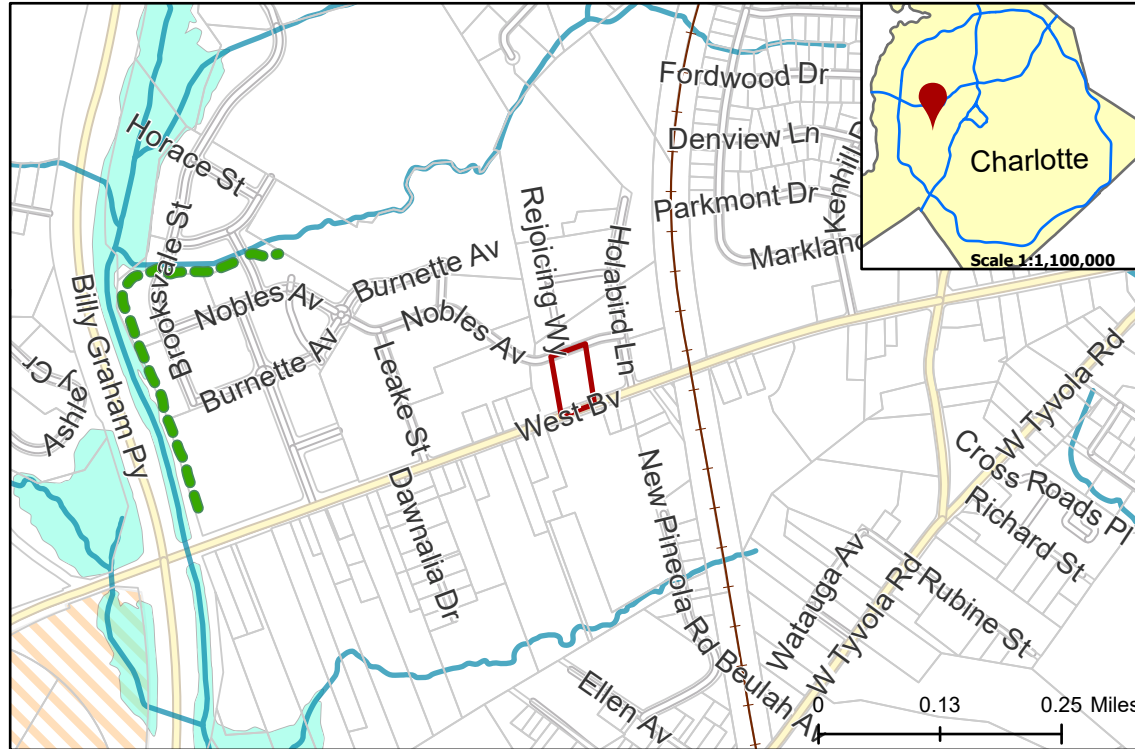 Fordwood Dr
Denview Ln
Parkmont Dr
Kenhill D
Markland
Charlotte
Scale 1:1,100,000
Horace St
Brooksvale St
Billy Graham Py
Ashley Cr
Nobles Av
Burnette Av
Burnette Av
Nobles Av
Leake St
Rejoicing Wy
Holabird Ln
West Bv
Dawnalia Dr
New Pineola Rd
Ellen Av
Beulah Av
Watauga Av
W Tyvola Rd
W Tyvola Rd
Rubine St
Richard St
Cross Roads Pl
0 0.13 0.25 Miles